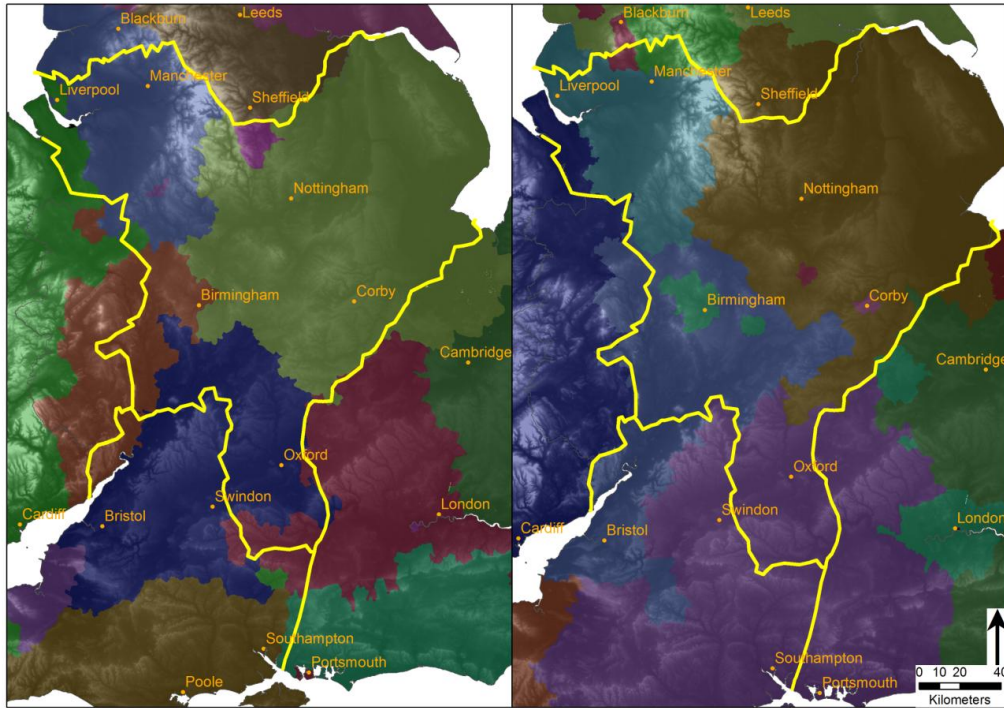 Blackburn
Leeds
Manchester
Liverpool
Sheffield
Nottingham
Birmingham
Corby
Cambridge
Oxford
Swindon
London
Cardiff
Bristol
Southampton
Portsmouth
Poole
Leeds
Blackburn
Manchester
Liverpool
Sheffield
Nottingham
Birmingham
Corby
Cambridge
Oxford
Swindon
London
Cardiff
Bristol
Southampton
Portsmouth
0 10 20 40
Kilometers